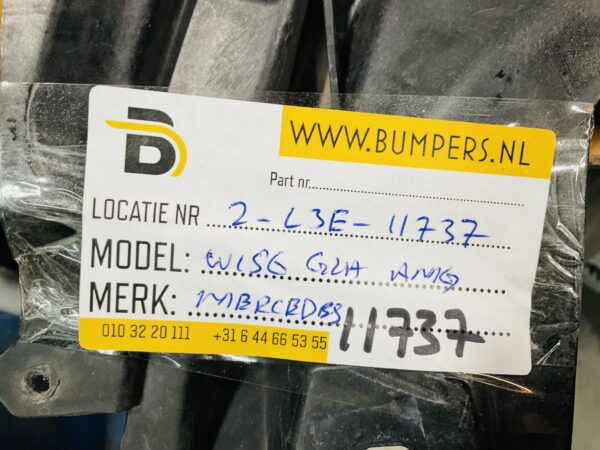 B
WWW.BUMPERS.NL
Part nr.
LOCATIE NR 2-L3E-11737
MODEL: W156 GLA AMG
MERK: MERCEDES
11737
010 32 20 111 +31 6 44 66 53 55